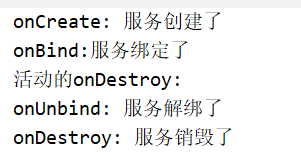 onCreate: 服务创建了
onBind:服务绑定了
活动的onDestroy:
onUnbind: 服务解绑了
onDestroy: 服务销毁了